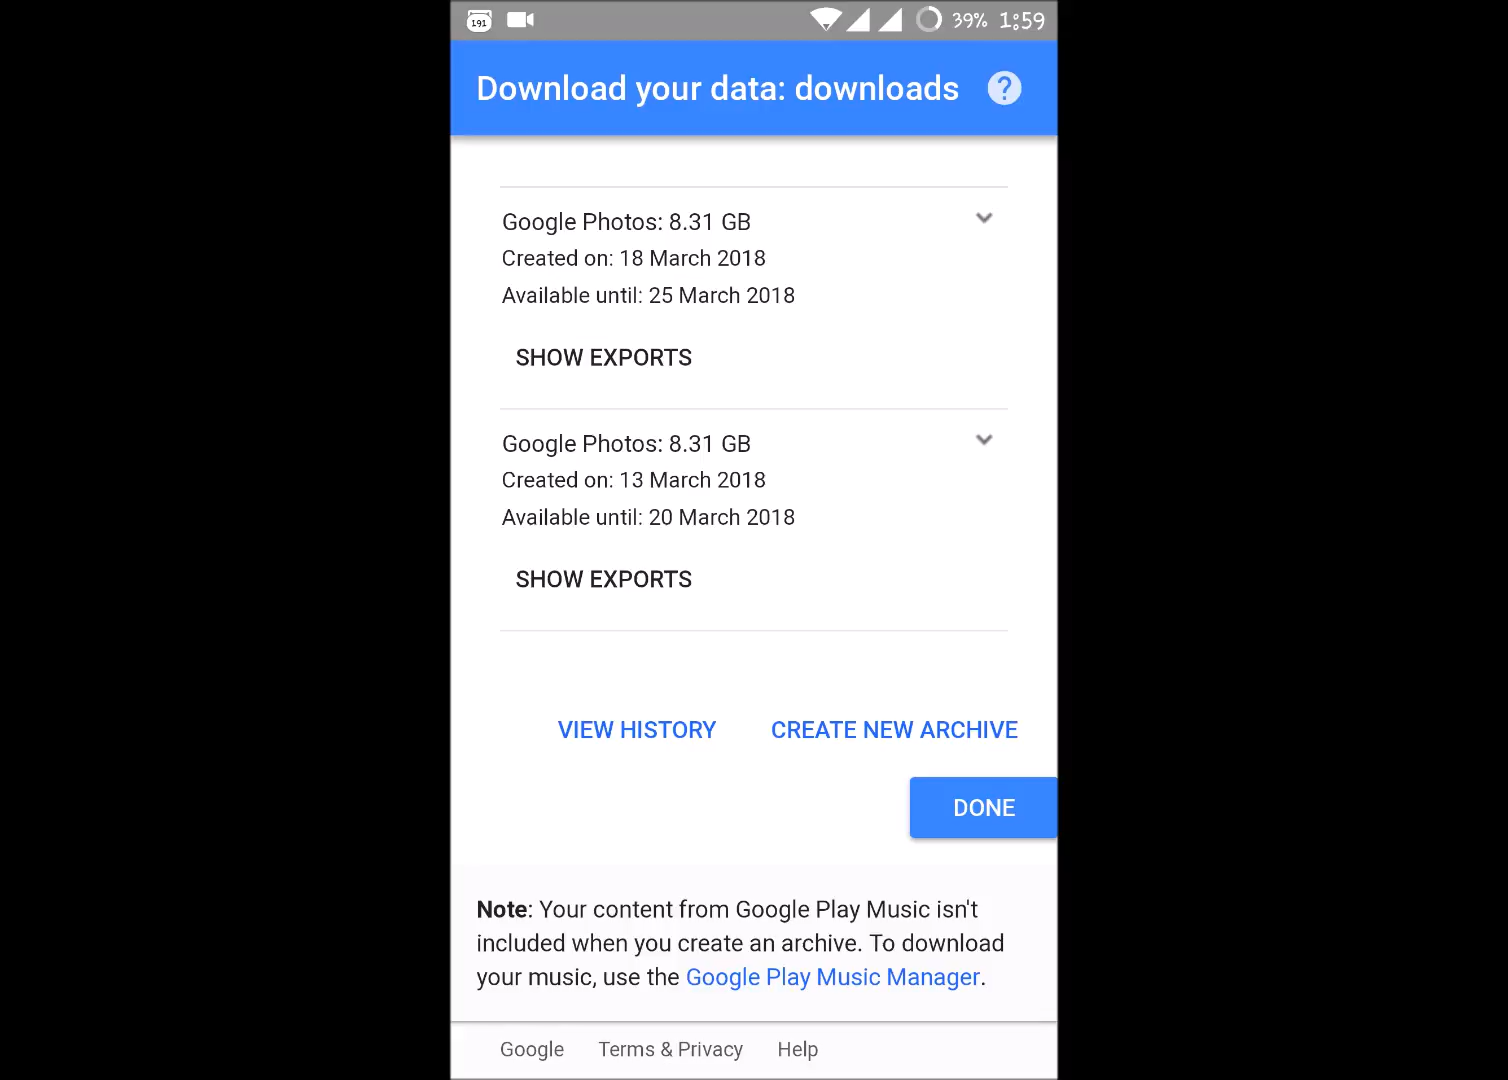 191 39% 1:59
Download your data: downloads ?
Google Photos: 8.31 GB
Created on: 18 March 2018
Available until: 25 March 2018
SHOW EXPORTS
Google Photos: 8.31 GB
Created on: 13 March 2018
Available until: 20 March 2018
SHOW EXPORTS
VIEW HISTORY CREATE NEW ARCHIVE
DONE
Note: Your content from Google Play Music isn't
included when you create an archive. To download
your music, use the Google Play Music Manager.
Google Terms & Privacy Help